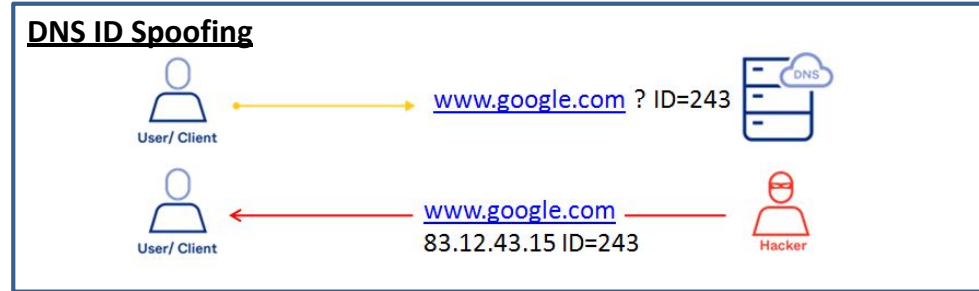 DNS ID Spoofing
DNS
www.google.com ? ID=243
User/ Client
www.google.com
83.12.43.15 ID=243
User/ Client
Hacker